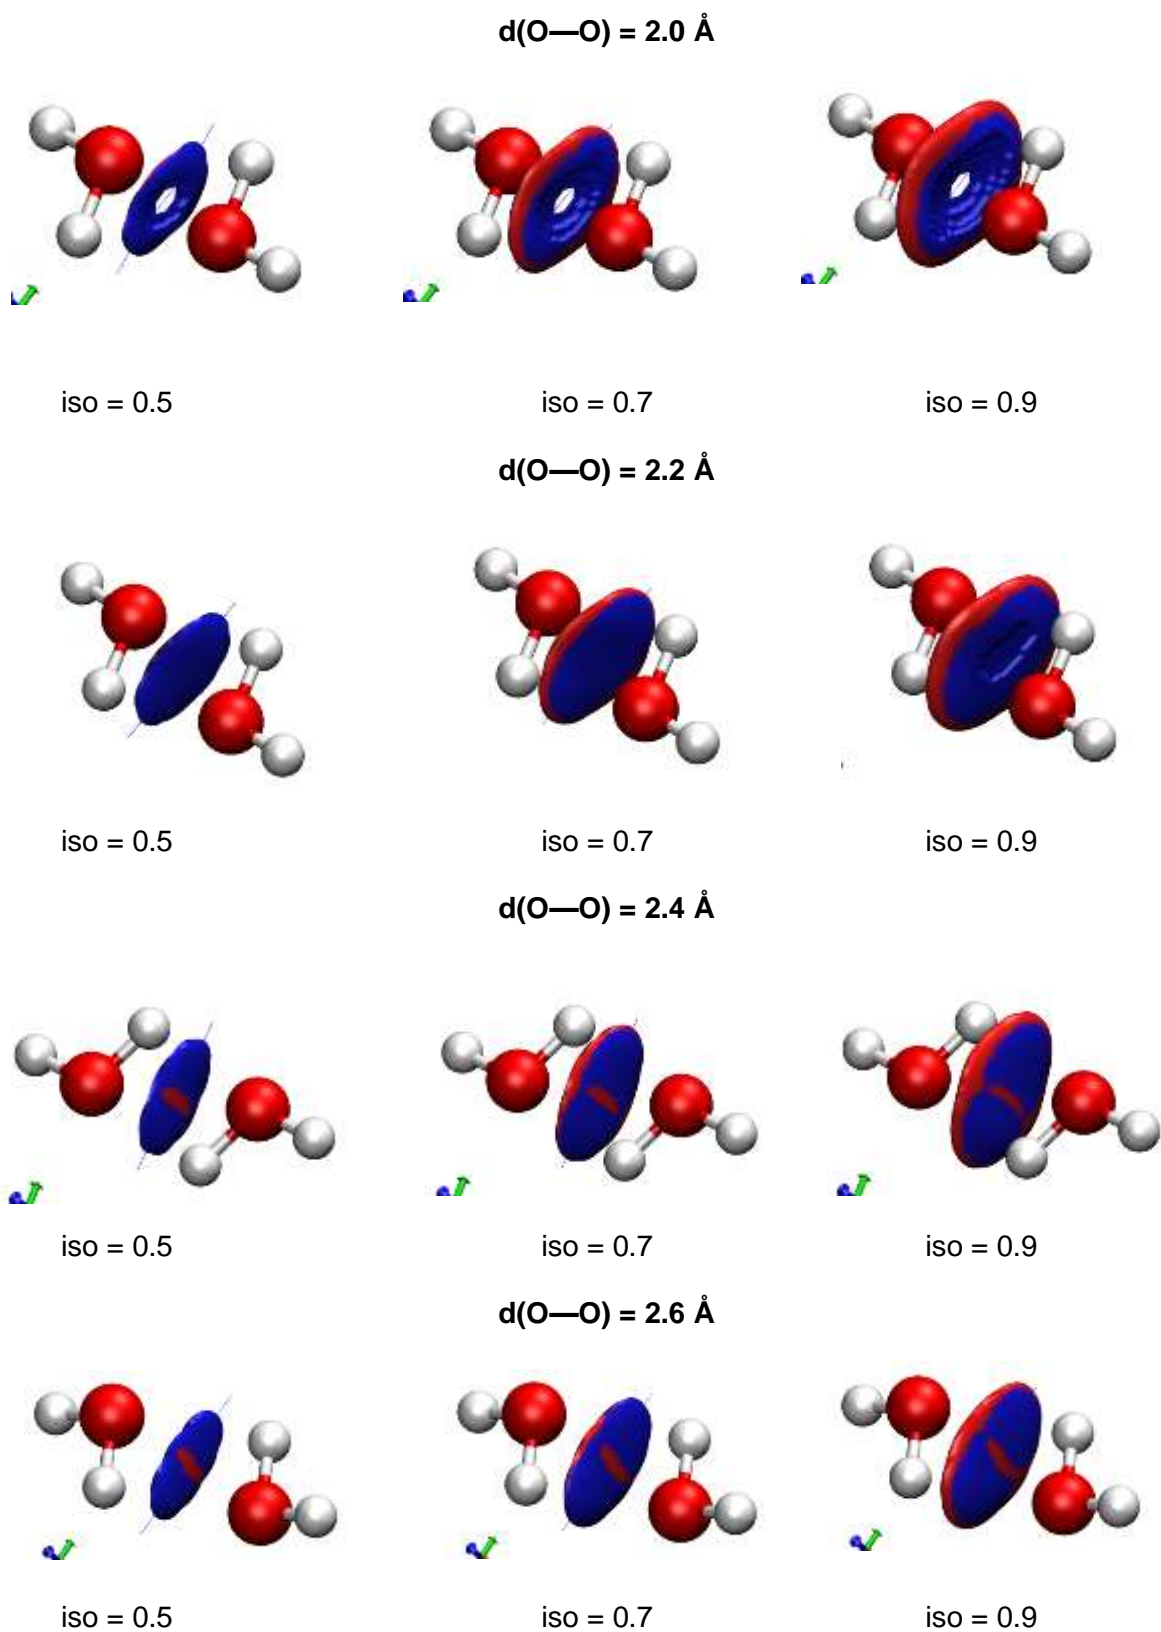 d(O—O) = 2.0 Å
iso = 0.5 iso = 0.7 iso = 0.9
d(O—O) = 2.2 Å
iso = 0.5 iso = 0.7 iso = 0.9
d(O—O) = 2.4 Å
iso = 0.5 iso = 0.7 iso = 0.9
d(O—O) = 2.6 Å
iso = 0.5 iso = 0.7 iso = 0.9